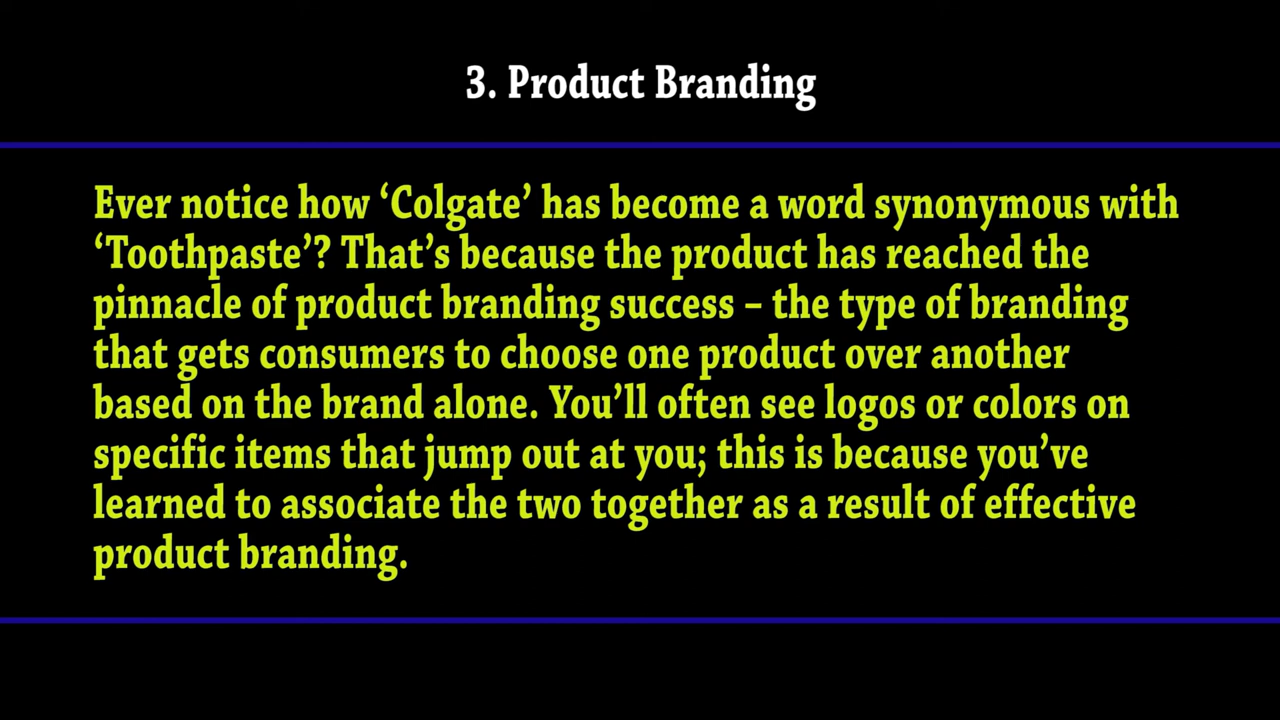 3. Product Branding
Ever notice how ‘Colgate’ has become a word synonymous with
‘Toothpaste’? That’s because the product has reached the
pinnacle of product branding success – the type of branding
that gets consumers to choose one product over another
based on the brand alone. You’ll often see logos or colors on
specific items that jump out at you; this is because you’ve
learned to associate the two together as a result of effective
product branding.